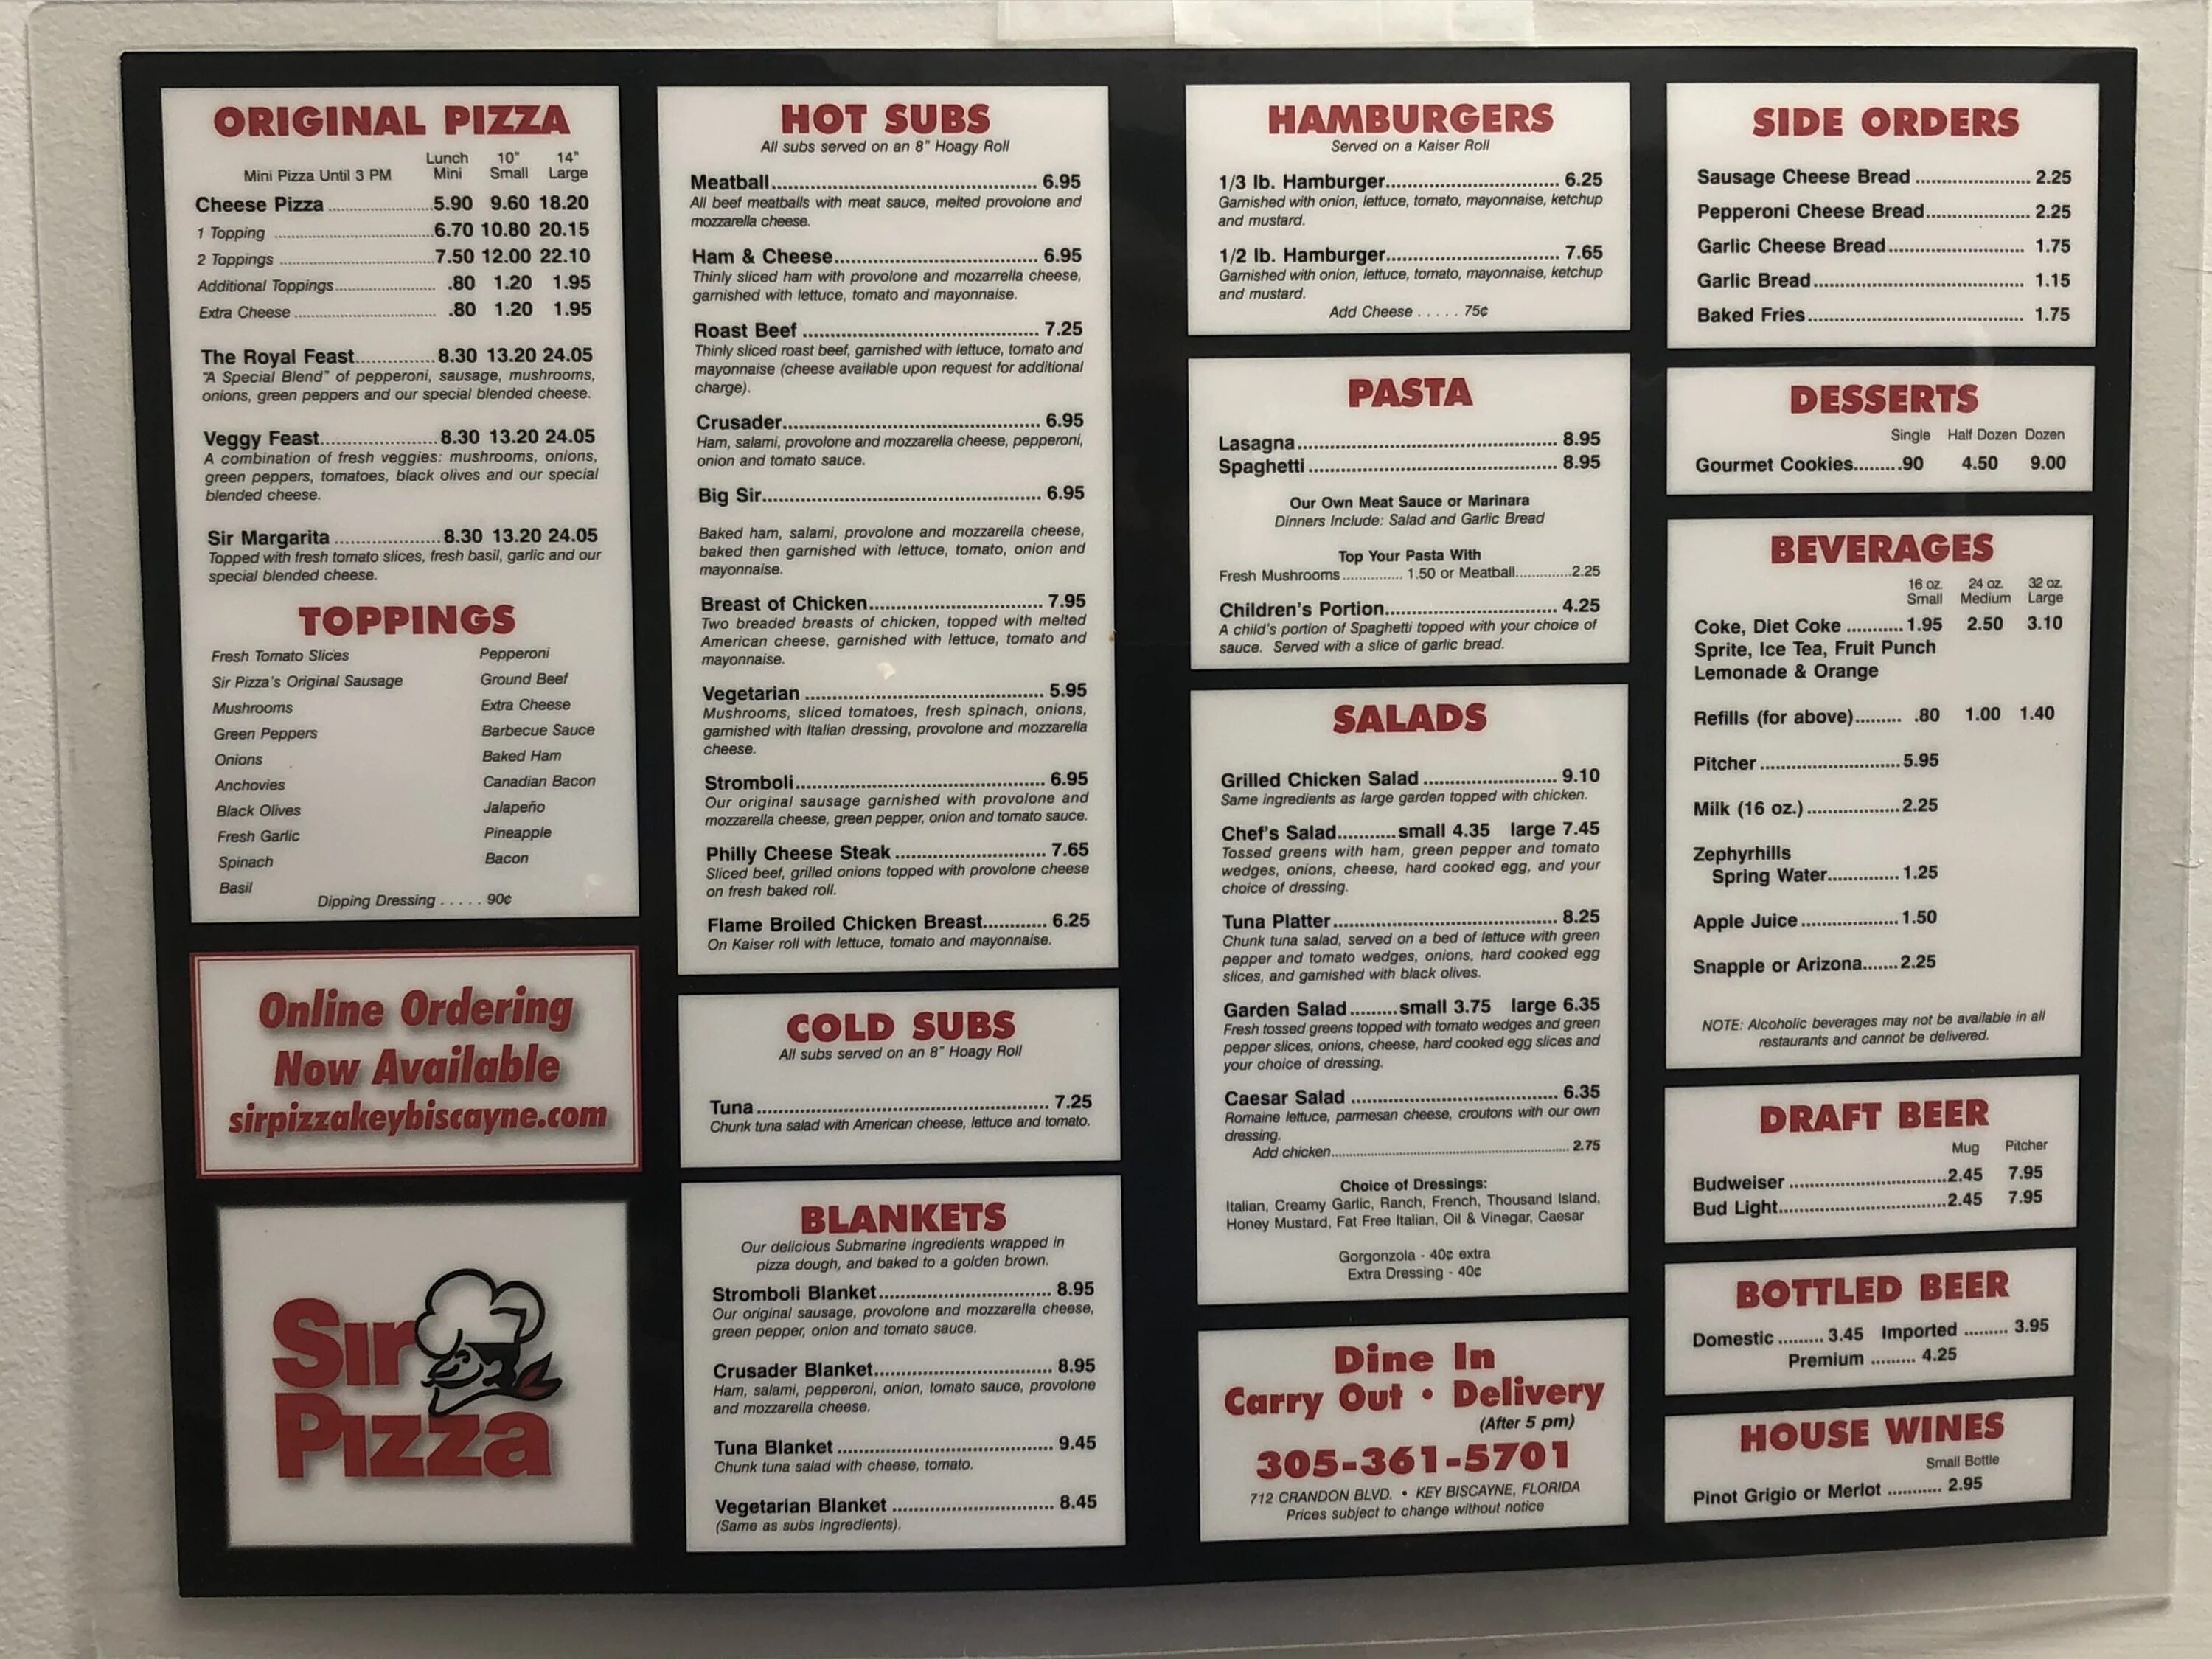 ORIGINAL PIZZA
Lunch 10" 14"
Mini Pizza Until 3 PM Mini Small Large
Cheese Pizza ........................ 5.90 9.60 18.20
1 Topping ........................ 6.70 10.80 20.15
2 Toppings ........................ 7.50 12.00 22.10
Additional Toppings ........................ .80 1.20 1.95
Extra Cheese ........................ .80 1.20 1.95
The Royal Feast ............... 8.30 13.20 24.05
"A Special Blend" of pepperoni, sausage, mushrooms,
onions, green peppers and our special blended cheese.
Veggy Feast ............... 8.30 13.20 24.05
A combination of fresh veggies: mushrooms, onions,
green peppers, tomatoes, black olives and our special
blended cheese.
Sir Margarita ............... 8.30 13.20 24.05
Topped with fresh tomato slices, fresh basil, garlic and our
special blended cheese.
TOPPINGS
Fresh Tomato Slices Pepperoni
Sir Pizza's Original Sausage Ground Beef
Mushrooms Extra Cheese
Green Peppers Barbecue Sauce
Onions Baked Ham
Anchovies Canadian Bacon
Black Olives Jalapeño
Fresh Garlic Pineapple
Spinach Bacon
Basil
Dipping Dressing . . . . . 90¢
Online Ordering
Now Available
sirpizzakeybiscayne.com
Sir
Pizza
HOT SUBS
All subs served on an 8" Hoagy Roll
Meatball ........................ 6.95
All beef meatballs with meat sauce, melted provolone and
mozzarella cheese.
Ham & Cheese ........................ 6.95
Thinly sliced ham with provolone and mozarrella cheese,
garnished with lettuce, tomato and mayonnaise.
Roast Beef ........................ 7.25
Thinly sliced roast beef, garnished with lettuce, tomato and
mayonnaise (cheese available upon request for additional
charge).
Crusader ........................ 6.95
Ham, salami, provolone and mozzarella cheese, pepperoni,
onion and tomato sauce.
Big Sir ........................ 6.95
Baked ham, salami, provolone and mozzarella cheese,
baked then garnished with lettuce, tomato, onion and
mayonnaise.
Breast of Chicken ........................ 7.95
Two breaded breasts of chicken, topped with melted
American cheese, garnished with lettuce, tomato and
mayonnaise.
Vegetarian ........................ 5.95
Mushrooms, sliced tomatoes, fresh spinach, onions,
garnished with Italian dressing, provolone and mozzarella
cheese.
Stromboli ........................ 6.95
Our original sausage garnished with provolone and
mozzarella cheese, green pepper, onion and tomato sauce.
Philly Cheese Steak ........................ 7.65
Sliced beef, grilled onions topped with provolone cheese
on fresh baked roll.
Flame Broiled Chicken Breast ............ 6.25
On Kaiser roll with lettuce, tomato and mayonnaise.
COLD SUBS
All subs served on an 8" Hoagy Roll
Tuna ........................ 7.25
Chunk tuna salad with American cheese, lettuce and tomato.
BLANKETS
Our delicious Submarine ingredients wrapped in
pizza dough, and baked to a golden brown.
Stromboli Blanket ........................ 8.95
Our original sausage, provolone and mozzarella cheese,
green pepper, onion and tomato sauce.
Crusader Blanket ........................ 8.95
Ham, salami, pepperoni, onion, tomato sauce, provolone
and mozzarella cheese.
Tuna Blanket ........................ 9.45
Chunk tuna salad with cheese, tomato.
Vegetarian Blanket ........................ 8.45
(Same as subs ingredients).
HAMBURGERS
Served on a Kaiser Roll
1/3 lb. Hamburger ........................ 6.25
Garnished with onion, lettuce, tomato, mayonnaise, ketchup
and mustard.
1/2 lb. Hamburger ........................ 7.65
Garnished with onion, lettuce, tomato, mayonnaise, ketchup
and mustard.
Add Cheese . . . . . 75¢
PASTA
Lasagna ........................ 8.95
Spaghetti ........................ 8.95
Our Own Meat Sauce or Marinara
Dinners Include: Salad and Garlic Bread
Top Your Pasta With
Fresh Mushrooms ............... 1.50 or Meatball ............. 2.25
Children's Portion ........................ 4.25
A child's portion of Spaghetti topped with your choice of
sauce. Served with a slice of garlic bread.
SALADS
Grilled Chicken Salad ........................ 9.10
Same ingredients as large garden topped with chicken.
Chef's Salad ........... small 4.35 large 7.45
Tossed greens with ham, green pepper and tomato
wedges, onions, cheese, hard cooked egg, and your
choice of dressing.
Tuna Platter ........................ 8.25
Chunk tuna salad, served on a bed of lettuce with green
pepper and tomato wedges, onions, hard cooked egg
slices, and garnished with black olives.
Garden Salad ......... small 3.75 large 6.35
Fresh tossed greens topped with tomato wedges and green
pepper slices, onions, cheese, hard cooked egg slices and
your choice of dressing.
Caesar Salad ........................ 6.35
Romaine lettuce, parmesan cheese, croutons with our own
dressing.
Add chicken ........................ 2.75
Choice of Dressings:
Italian, Creamy Garlic, Ranch, French, Thousand Island,
Honey Mustard, Fat Free Italian, Oil & Vinegar, Caesar
Gorgonzola - 40¢ extra
Extra Dressing - 40¢
Dine In
Carry Out • Delivery
(After 5 pm)
305-361-5701
712 CRANDON BLVD. • KEY BISCAYNE, FLORIDA
Prices subject to change without notice
SIDE ORDERS
Sausage Cheese Bread ........................ 2.25
Pepperoni Cheese Bread ........................ 2.25
Garlic Cheese Bread ........................ 1.75
Garlic Bread ........................ 1.15
Baked Fries ........................ 1.75
DESSERTS
Single Half Dozen Dozen
Gourmet Cookies ........ .90 4.50 9.00
BEVERAGES
16 oz. 24 oz. 32 oz.
Small Medium Large
Coke, Diet Coke ........... 1.95 2.50 3.10
Sprite, Ice Tea, Fruit Punch
Lemonade & Orange
Refills (for above) ......... .80 1.00 1.40
Pitcher ........................ 5.95
Milk (16 oz.) .................. 2.25
Zephyrhills
Spring Water .............. 1.25
Apple Juice ................... 1.50
Snapple or Arizona ....... 2.25
NOTE: Alcoholic beverages may not be available in all
restaurants and cannot be delivered.
DRAFT BEER
Mug Pitcher
Budweiser ........................ 2.45 7.95
Bud Light ........................ 2.45 7.95
BOTTLED BEER
Domestic ......... 3.45 Imported ......... 3.95
Premium ......... 4.25
HOUSE WINES
Small Bottle
Pinot Grigio or Merlot ........... 2.95